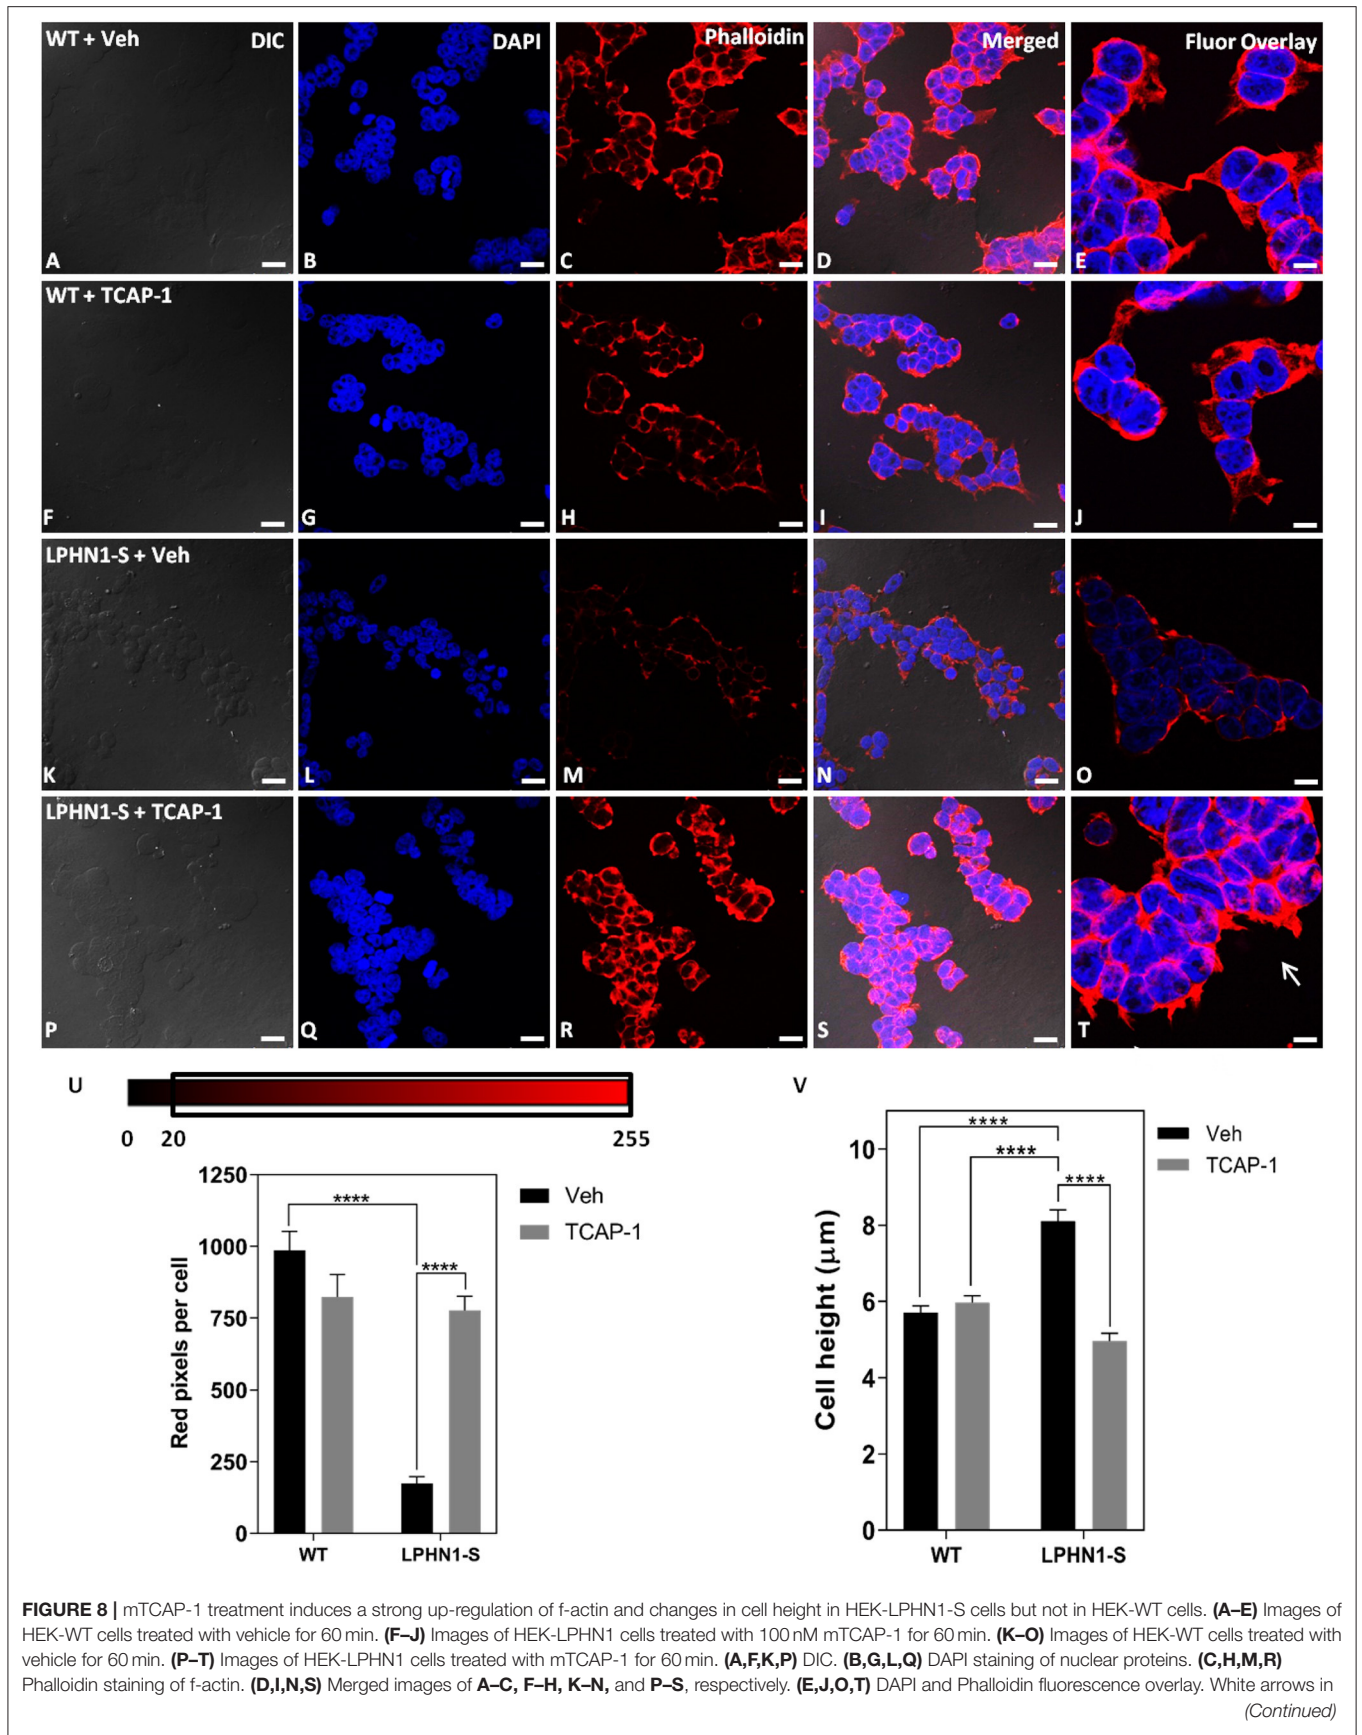 WT + Veh DIC DAPI Phalloidin Merged Fluor Overlay
A B C D E
WT + TCAP-1
F G H I J
LPHN1-S + Veh
K L M N O
LPHN1-S + TCAP-1
P Q R S T
U
0 20 255
1250
1000
750
500
250
0
Red pixels per cell
****
****
Veh
TCAP-1
WT LPHN1-S
V
10
8
6
4
2
0
Cell height (μm)
****
****
****
Veh
TCAP-1
WT LPHN1-S
FIGURE 8 | mTCAP-1 treatment induces a strong up-regulation of f-actin and changes in cell height in HEK-LPHN1-S cells but not in HEK-WT cells. (A–E) Images of
HEK-WT cells treated with vehicle for 60 min. (F–J) Images of HEK-LPHN1 cells treated with 100 nM mTCAP-1 for 60 min. (K–O) Images of HEK-WT cells treated with
vehicle for 60 min. (P–T) Images of HEK-LPHN1 cells treated with mTCAP-1 for 60 min. (A,F,K,P) DIC. (B,G,L,Q) DAPI staining of nuclear proteins. (C,H,M,R)
Phalloidin staining of f-actin. (D,I,N,S) Merged images of A–C, F–H, K–N, and P–S, respectively. (E,J,O,T) DAPI and Phalloidin fluorescence overlay. White arrows in
(Continued)